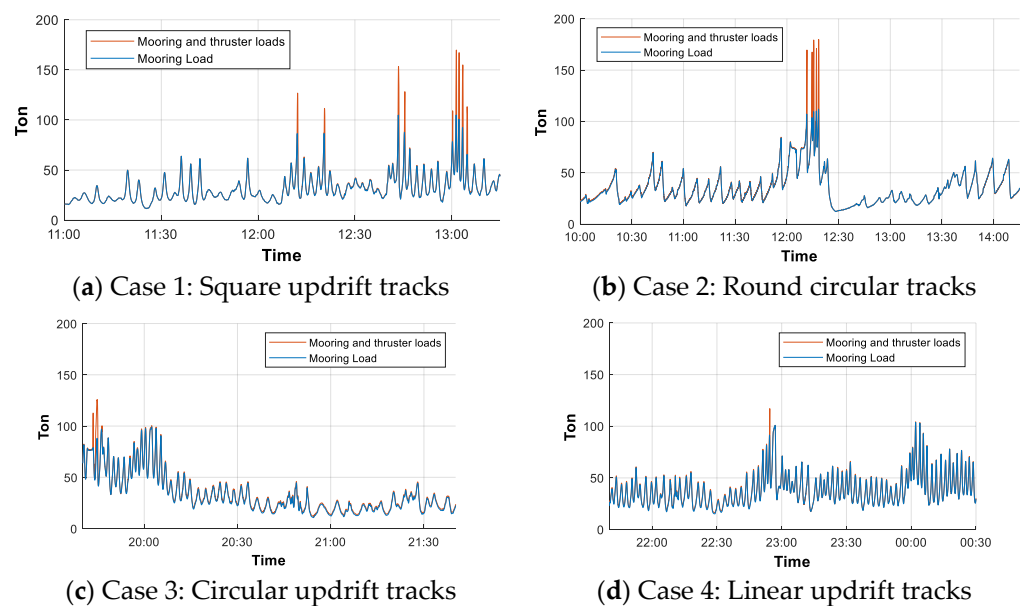 200
150
100
50
0
Ton
Mooring and thruster loads
Mooring Load
11:00
11:30
12:00
12:30
13:00
Time
(a) Case 1: Square updrift tracks
200
150
100
50
0
Ton
Mooring and thruster loads
Mooring Load
10:00
10:30
11:00
11:30
12:00
12:30
13:00
13:30
14:00
Time
(b) Case 2: Round circular tracks
200
150
100
50
0
Ton
Mooring and thruster loads
Mooring Load
20:00
20:30
21:00
21:30
Time
(c) Case 3: Circular updrift tracks
200
150
100
50
0
Ton
Mooring and thruster loads
Mooring Load
22:00
22:30
23:00
23:30
00:00
00:30
Time
(d) Case 4: Linear updrift tracks